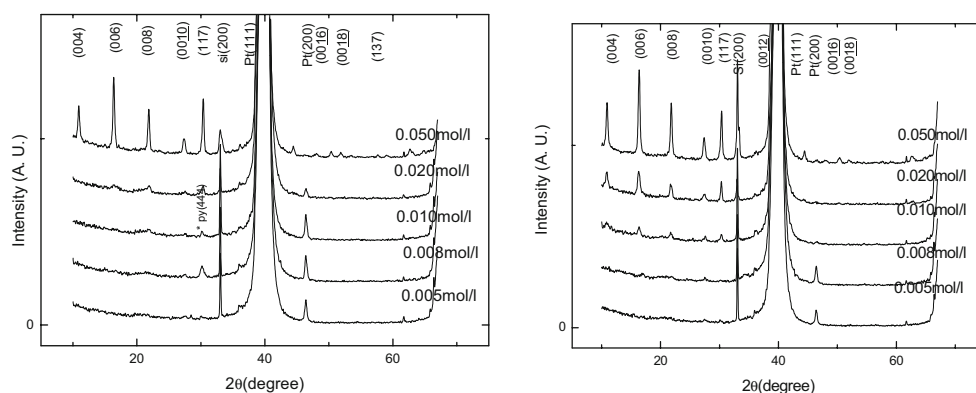 (004)
(006)
(008)
(0010)
(117)
si(200)
Pt(111)
Pt(200)
(0016)
(0018)
(137)
Intensity (A. U.)
0.050mol/l
0.020mol/l
0.010mol/l
0.008mol/l
0.005mol/l
0
20
40
60
2θ(degree)
(004)
(006)
(008)
(0010)
(117)
Si(200)
(0012)
Pt(111)
Pt(200)
(0016)
(0018)
Intensity (A. U.)
0.050mol/l
0.020mol/l
0.010mol/l
0.008mol/l
0.005mol/l
0
20
40
60
2θ(degree)